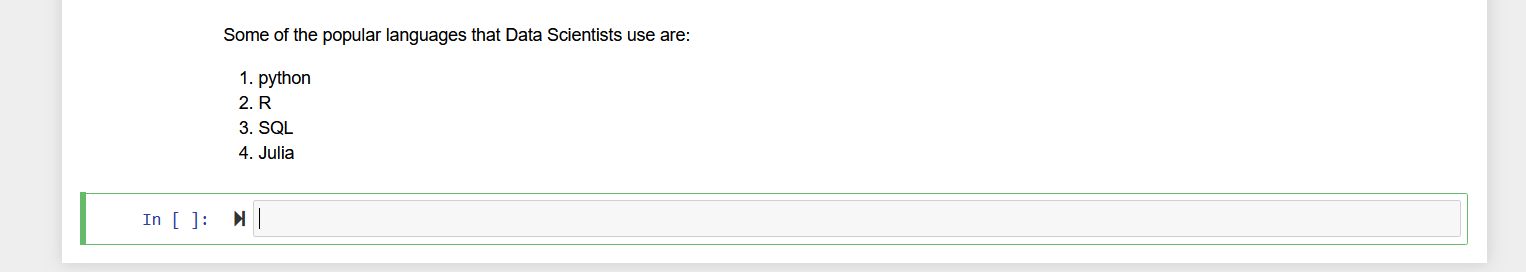 Some of the popular languages that Data Scientists use are:
1. python
2. R
3. SQL
4. Julia
In [ ]: